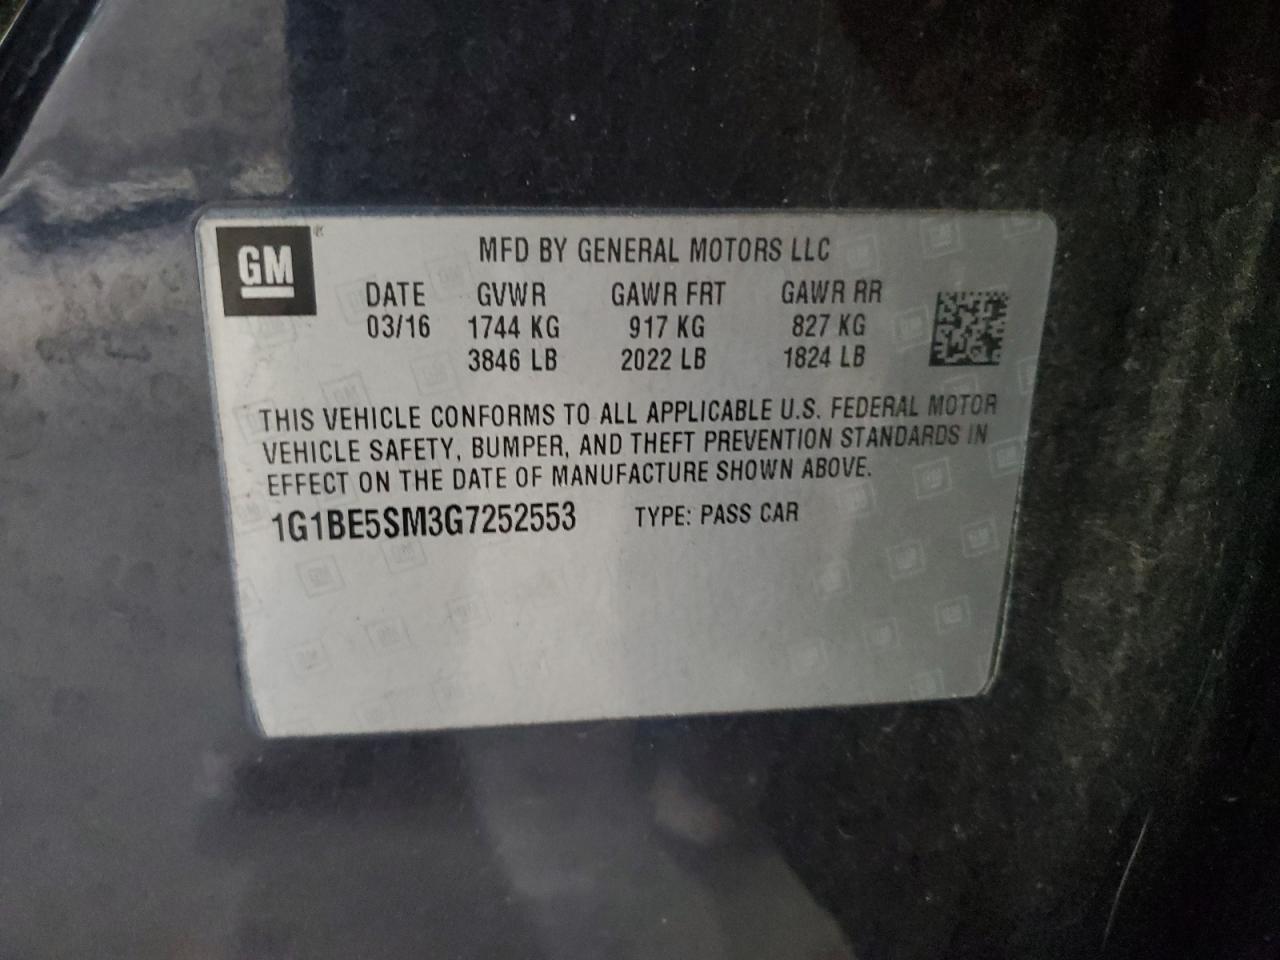 GM
MFD BY GENERAL MOTORS LLC
DATE GVWR GAWR FRT GAWR RR
03/16 1744 KG 917 KG 827 KG
3846 LB 2022 LB 1824 LB
THIS VEHICLE CONFORMS TO ALL APPLICABLE U.S. FEDERAL MOTOR
VEHICLE SAFETY, BUMPER, AND THEFT PREVENTION STANDARDS IN
EFFECT ON THE DATE OF MANUFACTURE SHOWN ABOVE.
1G1BE5SM3G7252553 TYPE: PASS CAR